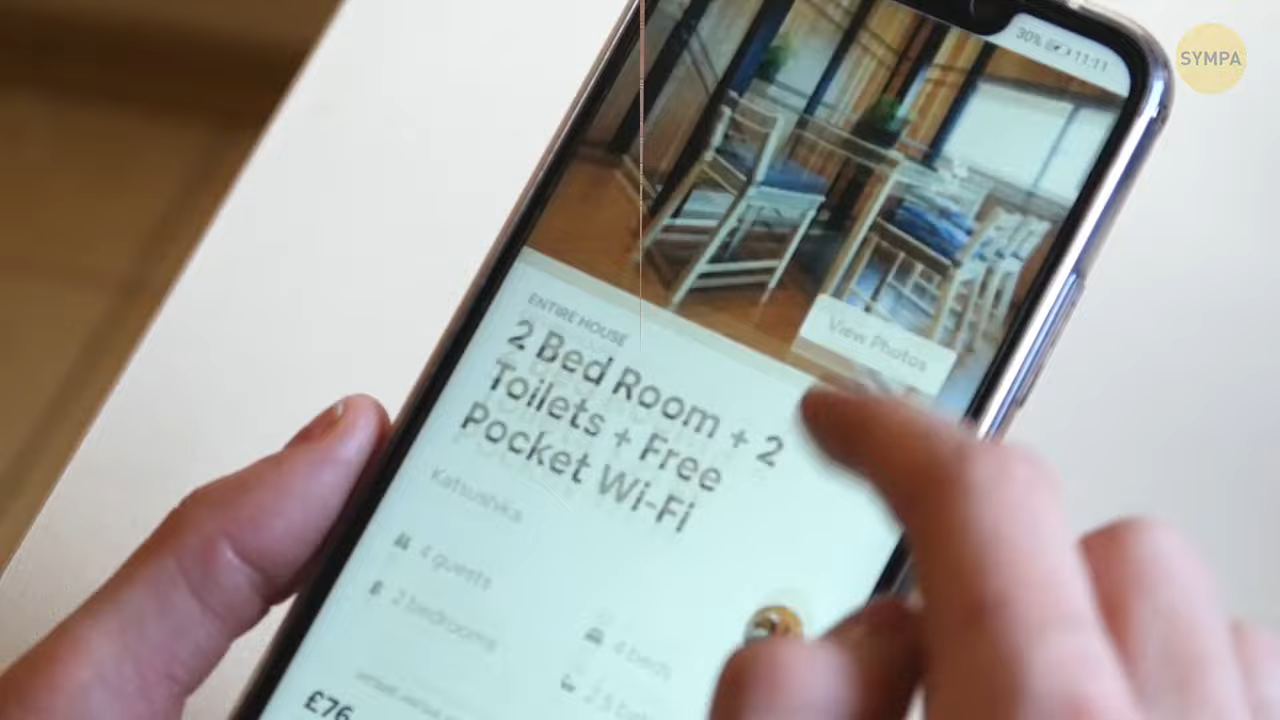 30% 11:11
SYMPA
View Photos
ENTIRE HOUSE
2 Bed Room + 2
Toilets + Free
Pocket Wi-Fi
Katsushika
4 guests
2 bedrooms
4 beds
£76